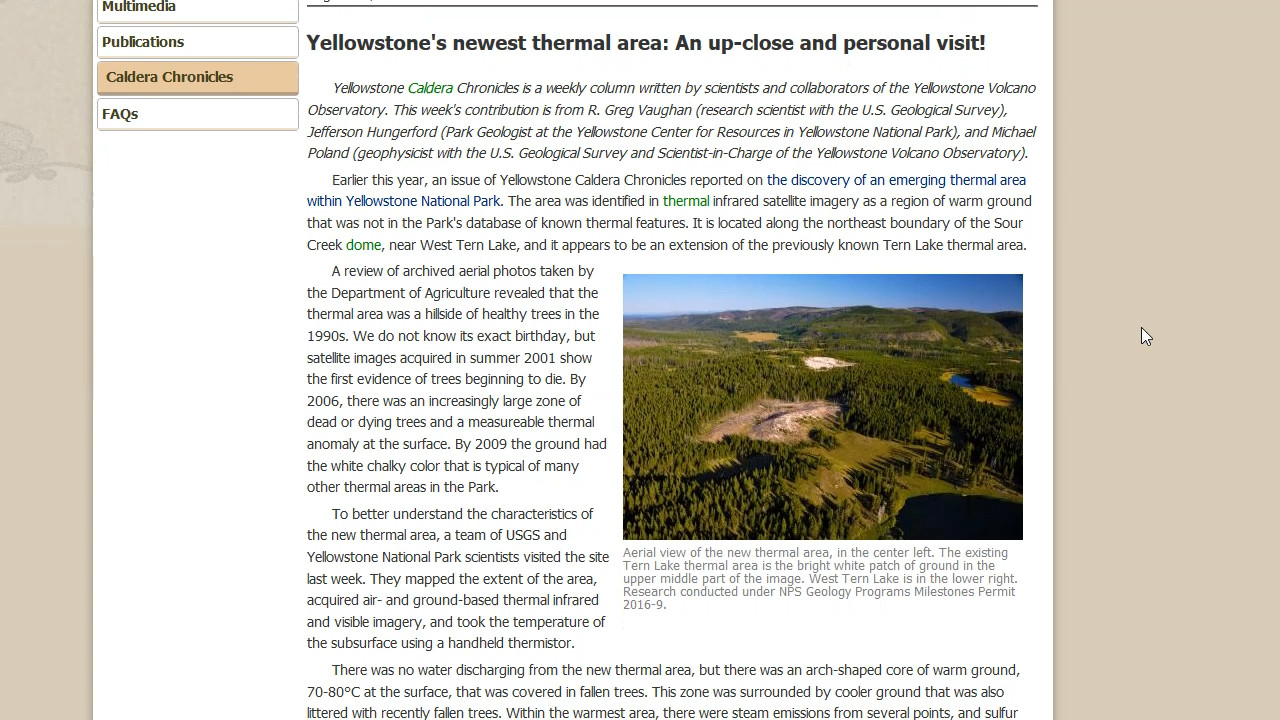 Multimedia
Publications
Caldera Chronicles
FAQs
Yellowstone's newest thermal area: An up-close and personal visit!
Yellowstone Caldera Chronicles is a weekly column written by scientists and collaborators of the Yellowstone Volcano
Observatory. This week's contribution is from R. Greg Vaughan (research scientist with the U.S. Geological Survey),
Jefferson Hungerford (Park Geologist at the Yellowstone Center for Resources in Yellowstone National Park), and Michael
Poland (geophysicist with the U.S. Geological Survey and Scientist-in-Charge of the Yellowstone Volcano Observatory).
Earlier this year, an issue of Yellowstone Caldera Chronicles reported on the discovery of an emerging thermal area
within Yellowstone National Park. The area was identified in thermal infrared satellite imagery as a region of warm ground
that was not in the Park's database of known thermal features. It is located along the northeast boundary of the Sour
Creek dome, near West Tern Lake, and it appears to be an extension of the previously known Tern Lake thermal area.
A review of archived aerial photos taken by
the Department of Agriculture revealed that the
thermal area was a hillside of healthy trees in the
1990s. We do not know its exact birthday, but
satellite images acquired in summer 2001 show
the first evidence of trees beginning to die. By
2006, there was an increasingly large zone of
dead or dying trees and a measureable thermal
anomaly at the surface. By 2009 the ground had
the white chalky color that is typical of many
other thermal areas in the Park.
To better understand the characteristics of
the new thermal area, a team of USGS and
Yellowstone National Park scientists visited the site
last week. They mapped the extent of the area,
acquired air- and ground-based thermal infrared
and visible imagery, and took the temperature of
the subsurface using a handheld thermistor.
Aerial view of the new thermal area, in the center left. The existing
Tern Lake thermal area is the bright white patch of ground in the
upper middle part of the image. West Tern Lake is in the lower right.
Research conducted under NPS Geology Programs Milestones Permit
2016-9.
There was no water discharging from the new thermal area, but there was an arch-shaped core of warm ground,
70-80°C at the surface, that was covered in fallen trees. This zone was surrounded by cooler ground that was also
littered with recently fallen trees. Within the warmest area, there were steam emissions from several points, and sulfur